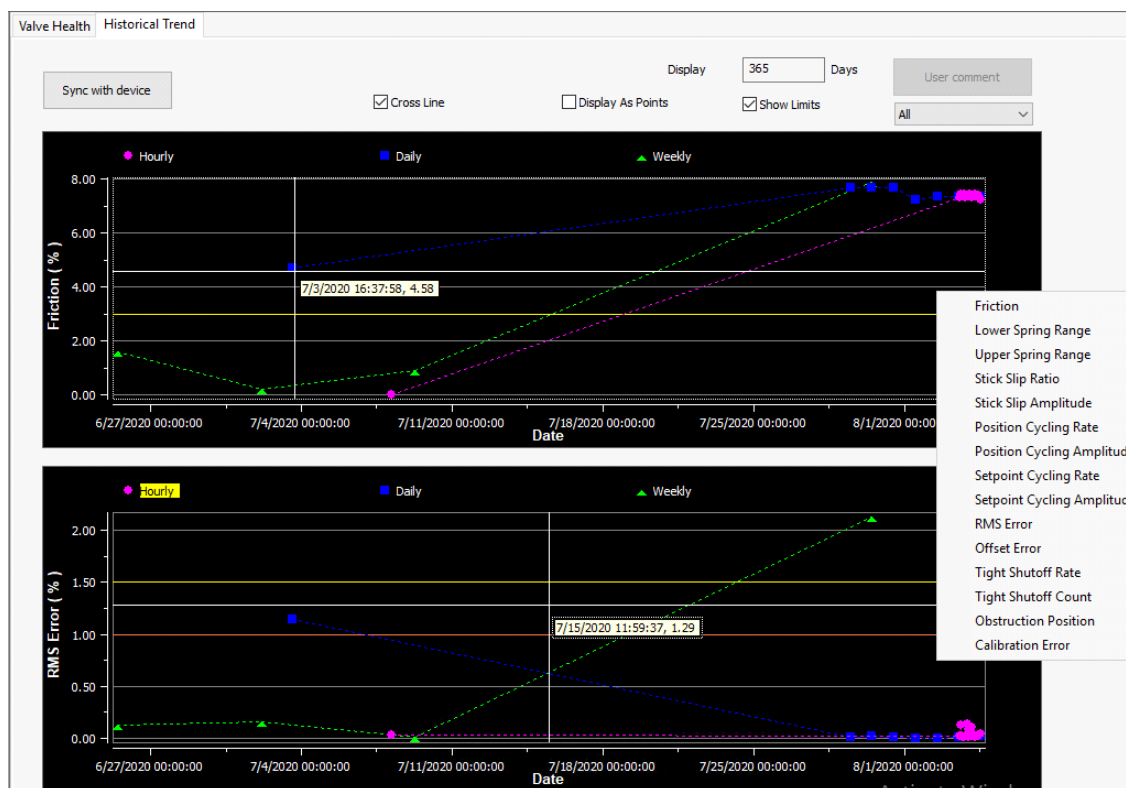 Valve Health Historical Trend
Sync with device
Display 365 Days
User comment
Cross Line
Display As Points
Show Limits
All
Hourly Daily Weekly
8.00
6.00
4.00
2.00
0.00
Friction ( % )
7/3/2020 16:37:58, 4.58
6/27/2020 00:00:00 7/4/2020 00:00:00 7/11/2020 00:00:00 7/18/2020 00:00:00 7/25/2020 00:00:00 8/1/2020 00:00:00
Date
Friction
Lower Spring Range
Upper Spring Range
Stick Slip Ratio
Stick Slip Amplitude
Position Cycling Rate
Position Cycling Amplitud
Setpoint Cycling Rate
Setpoint Cycling Amplitud
RMS Error
Offset Error
Tight Shutoff Rate
Tight Shutoff Count
Obstruction Position
Calibration Error
Hourly Daily Weekly
2.00
1.50
1.00
0.50
0.00
RMS Error ( % )
7/15/2020 11:59:37, 1.29
6/27/2020 00:00:00 7/4/2020 00:00:00 7/11/2020 00:00:00 7/18/2020 00:00:00 7/25/2020 00:00:00 8/1/2020 00:00:00
Date